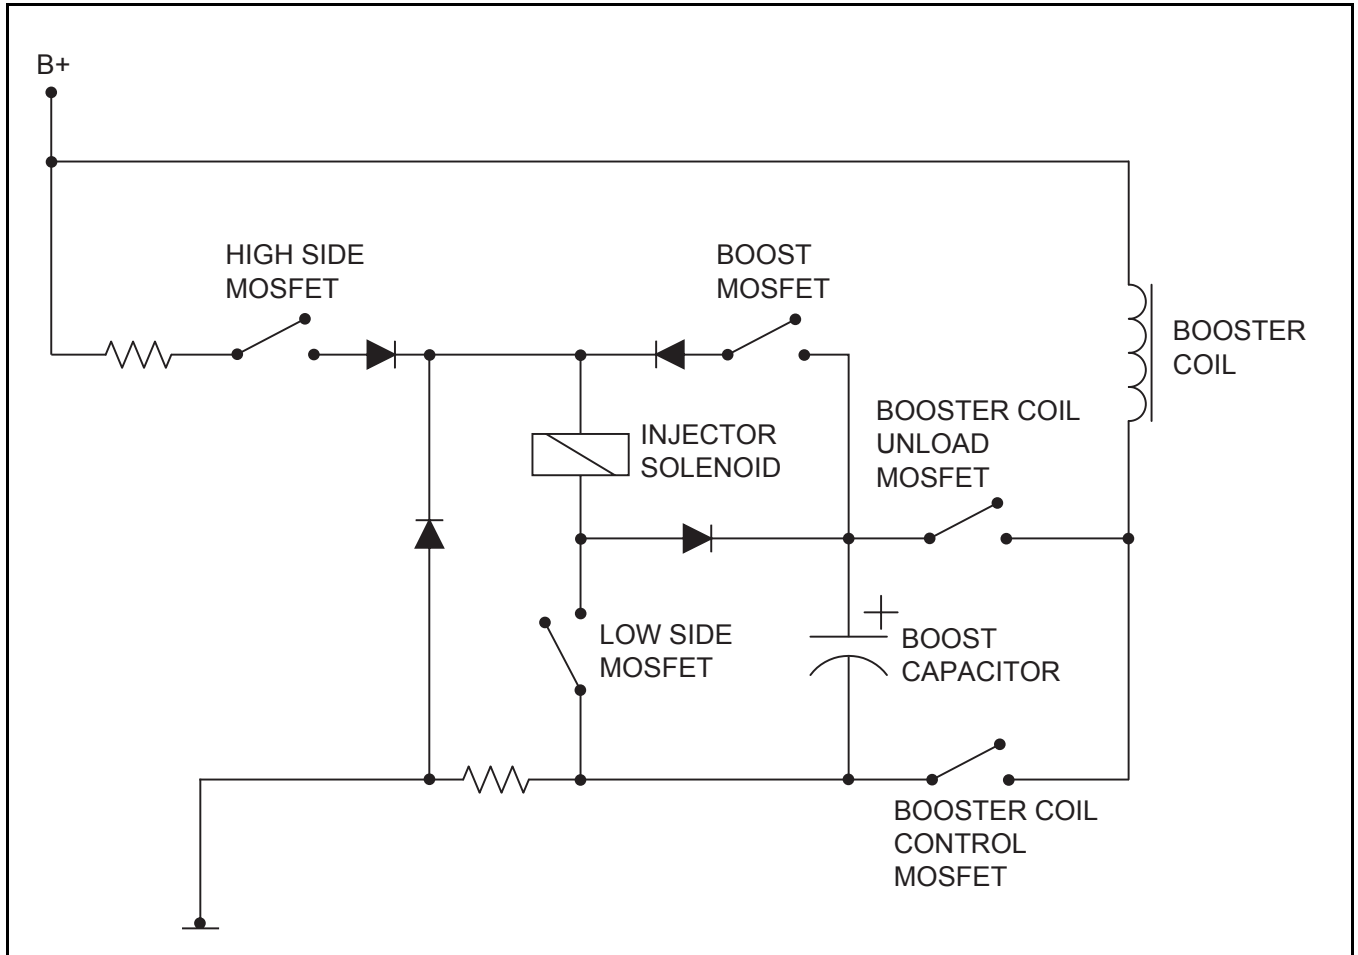 B+
HIGH SIDE
MOSFET
BOOST
MOSFET
BOOSTER
COIL
BOOSTER COIL
UNLOAD
MOSFET
INJECTOR
SOLENOID
LOW SIDE
MOSFET
+
BOOST
CAPACITOR
BOOSTER COIL
CONTROL
MOSFET